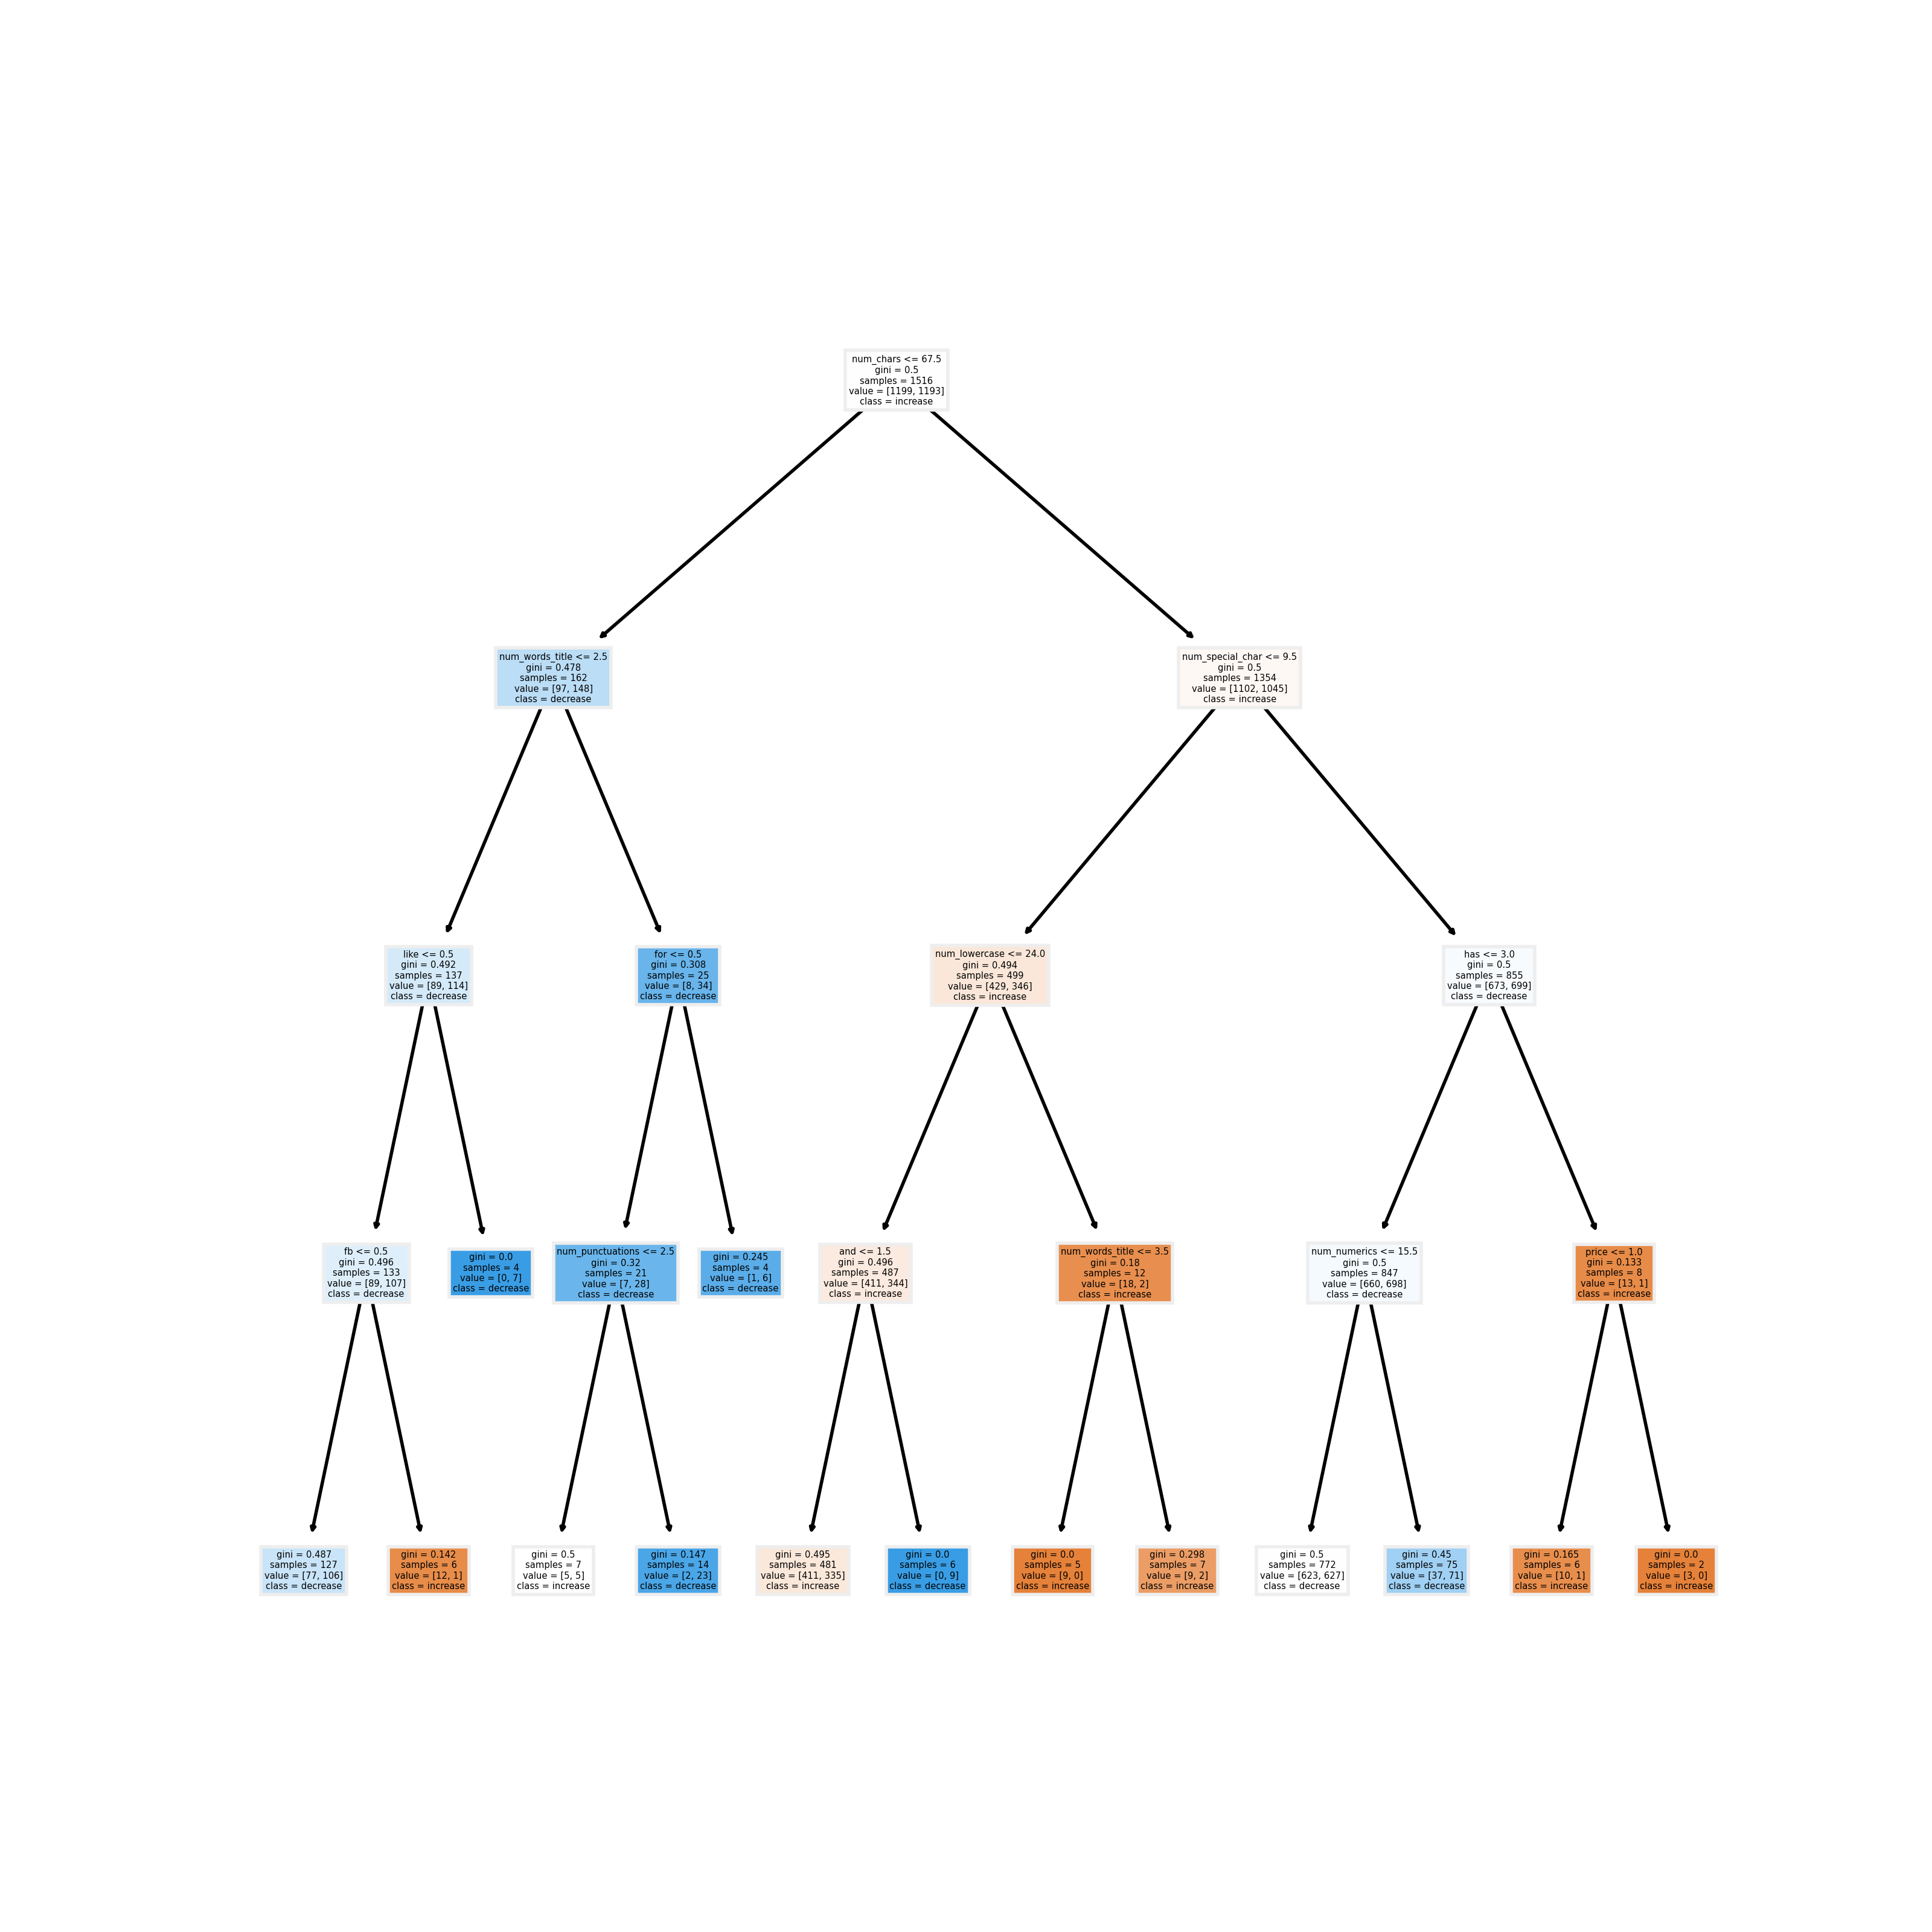 num_chars <= 67.5
gini = 0.5
samples = 1516
value = [1199, 1193]
class = increase
num_words_title <= 2.5
gini = 0.478
samples = 162
value = [97, 148]
class = decrease
num_special_char <= 9.5
gini = 0.5
samples = 1354
value = [1102, 1045]
class = increase
like <= 0.5
gini = 0.492
samples = 137
value = [89, 114]
class = decrease
for <= 0.5
gini = 0.308
samples = 25
value = [8, 34]
class = decrease
num_lowercase <= 24.0
gini = 0.494
samples = 499
value = [429, 346]
class = increase
has <= 3.0
gini = 0.5
samples = 855
value = [673, 699]
class = decrease
fb <= 0.5
gini = 0.496
samples = 133
value = [89, 107]
class = decrease
gini = 0.0
samples = 4
value = [0, 7]
class = decrease
num_punctuations <= 2.5
gini = 0.32
samples = 21
value = [7, 28]
class = decrease
gini = 0.245
samples = 4
value = [1, 6]
class = decrease
and <= 1.5
gini = 0.496
samples = 487
value = [411, 344]
class = increase
num_words_title <= 3.5
gini = 0.18
samples = 12
value = [18, 2]
class = increase
num_numerics <= 15.5
gini = 0.5
samples = 847
value = [660, 698]
class = decrease
price <= 1.0
gini = 0.133
samples = 8
value = [13, 1]
class = increase
gini = 0.487
samples = 127
value = [77, 106]
class = decrease
gini = 0.142
samples = 6
value = [12, 1]
class = increase
gini = 0.5
samples = 7
value = [5, 5]
class = increase
gini = 0.147
samples = 14
value = [2, 23]
class = decrease
gini = 0.495
samples = 481
value = [411, 335]
class = increase
gini = 0.0
samples = 6
value = [0, 9]
class = decrease
gini = 0.0
samples = 5
value = [9, 0]
class = increase
gini = 0.298
samples = 7
value = [9, 2]
class = increase
gini = 0.5
samples = 772
value = [623, 627]
class = decrease
gini = 0.45
samples = 75
value = [37, 71]
class = decrease
gini = 0.165
samples = 6
value = [10, 1]
class = increase
gini = 0.0
samples = 2
value = [3, 0]
class = increase